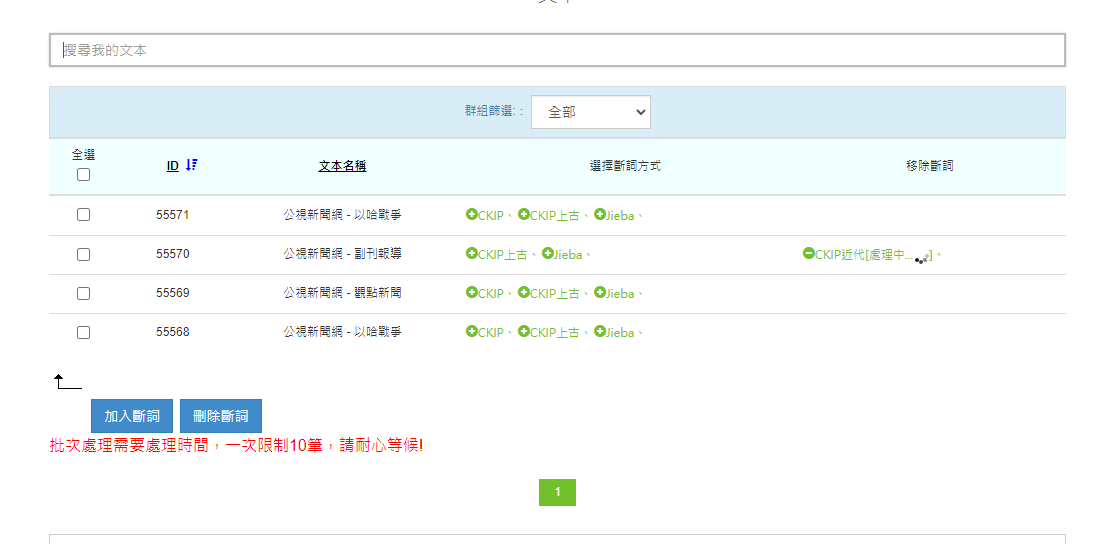 搜尋我的文本
群組篩選: : 全部
全選 ID 文本名稱 選擇斷詞方式 移除斷詞
55571 公視新聞網 - 以哈戰爭 CKIP、CKIP上古、Jieba、
55570 公視新聞網 - 副刊報導 CKIP上古、Jieba、 CKIP近代[處理中... ]、
55569 公視新聞網 - 觀點新聞 CKIP、CKIP上古、Jieba、
55568 公視新聞網 - 以哈戰爭 CKIP、CKIP上古、Jieba、
加入斷詞 刪除斷詞
批次處理需要處理時間，一次限制10筆，請耐心等候!
1